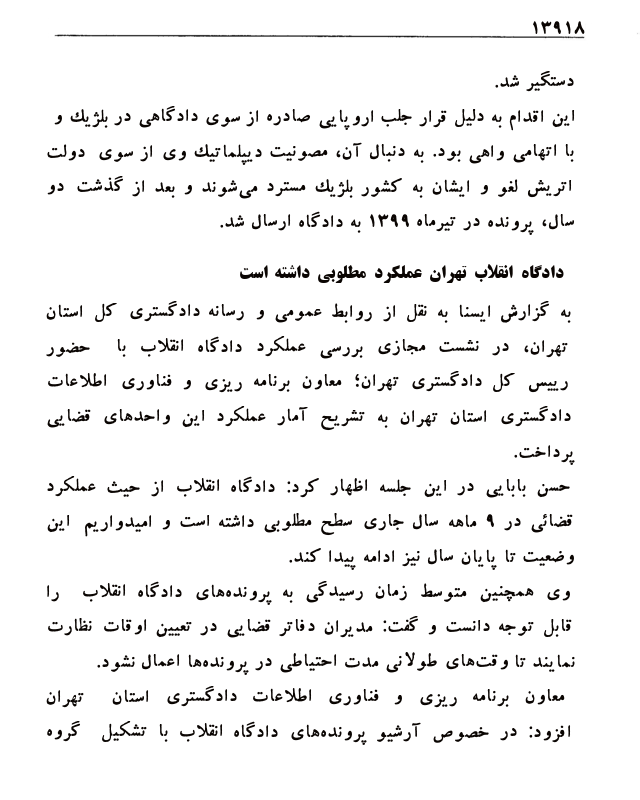 ۱۳۹۱۸
دستگیر شد.
این اقدام به دلیل قرار جلب اروپایی صادره از سوی دادگاهی در بلژیك و
با اتهامی واهی بود. به دنبال آن، مصونیت دیپلماتیك وی از سوی دولت
اتریش لغو و ایشان به کشور بلژیك مسترد می‌شوند و بعد از گذشت دو
سال، پرونده در تیرماه ۱۳۹۹ به دادگاه ارسال شد.
دادگاه انقلاب تهران عملکرد مطلوبی داشته است
به گزارش ایسنا به نقل از روابط عمومی و رسانه دادگستری کل استان
تهران، در نشست مجازی بررسی عملکرد دادگاه انقلاب با حضور
رییس کل دادگستری تهران؛ معاون برنامه ریزی و فناوری اطلاعات
دادگستری استان تهران به تشریح آمار عملکرد این واحدهای قضایی
پرداخت.
حسن بابایی در این جلسه اظهار کرد: دادگاه انقلاب از حیث عملکرد
قضائی در ۹ ماهه سال جاری سطح مطلوبی داشته است و امیدواریم این
وضعیت تا پایان سال نیز ادامه پیدا کند.
وی همچنین متوسط زمان رسیدگی به پرونده‌های دادگاه انقلاب را
قابل توجه دانست و گفت: مدیران دفاتر قضایی در تعیین اوقات نظارت
نمایند تا وقت‌های طولانی مدت احتیاطی در پرونده‌ها اعمال نشود.
معاون برنامه ریزی و فناوری اطلاعات دادگستری استان تهران
افزود: در خصوص آرشیو پرونده‌های دادگاه انقلاب با تشکیل گروه